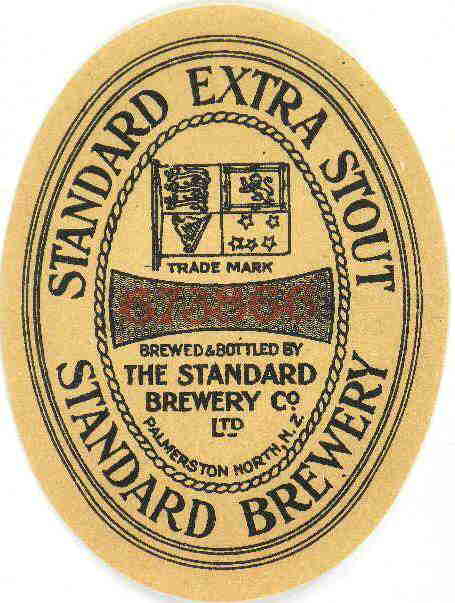 STANDARD EXTRA STOUT
TRADE MARK
BREWED & BOTTLED BY
THE STANDARD
BREWERY CO.
LTD
PALMERSTON NORTH, N.Z.
STANDARD BREWERY